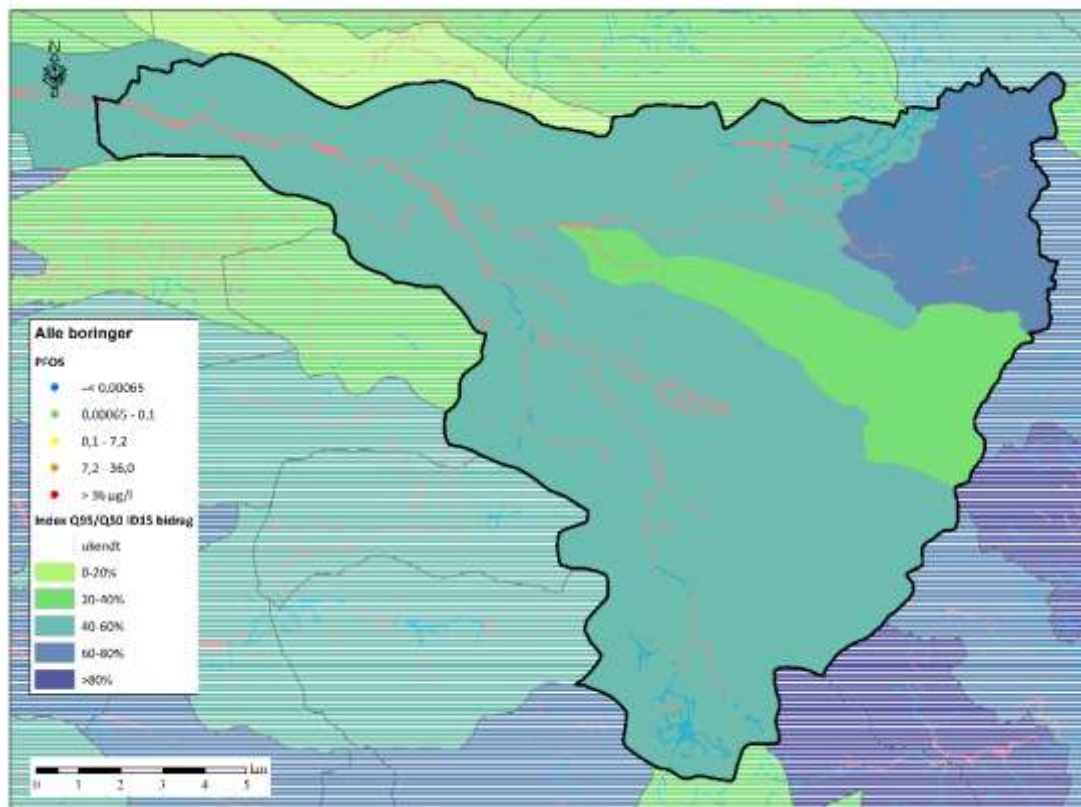 N
Alle boringer
PFOS
=< 0,00065
0,00065 - 0,1
0,1 - 7,2
7,2 - 36,0
> 36 µg/l
Index Q95/Q50 ID15 bidrag
ukendt
0-20%
20-40%
40-60%
60-80%
>80%
km
0 1 2 3 4 5